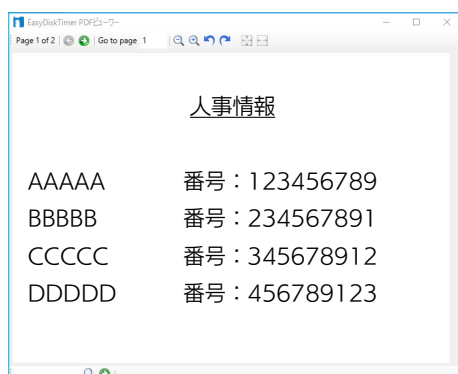 EasyDiskTimer PDFビューワー
Page 1 of 2 Go to page 1
人事情報
AAAAA 番号：123456789
BBBBB 番号：234567891
CCCCC 番号：345678912
DDDDD 番号：456789123